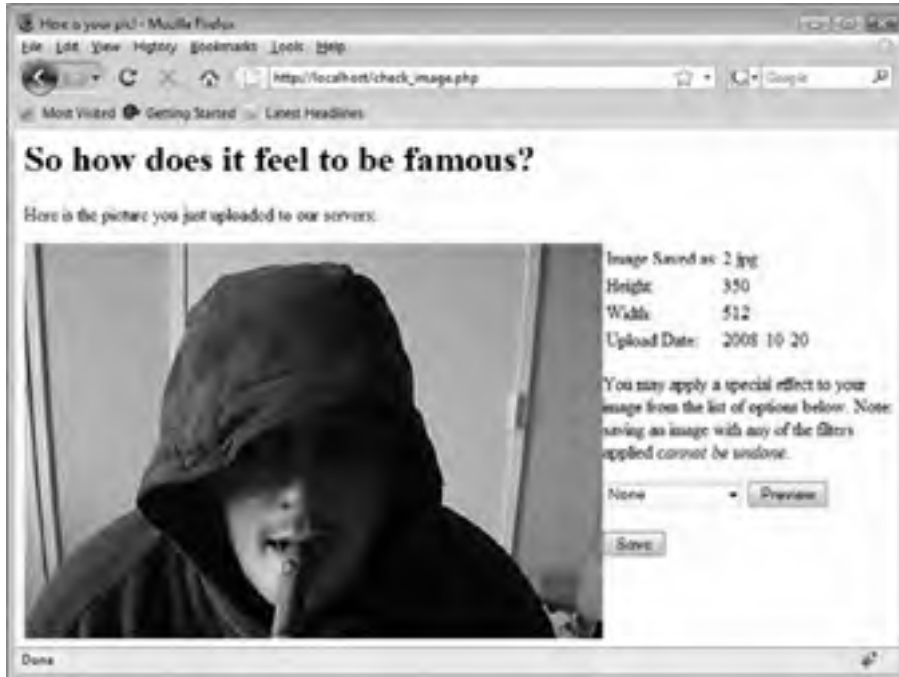 Here is your pic! - Mozilla Firefox
File Edit View History Bookmarks Tools Help
http://localhost/check_image.php
Google
Most Visited Getting Started Latest Headlines
So how does it feel to be famous?
Here is the picture you just uploaded to our servers:
Image Saved as: 2.jpg
Height: 350
Width: 512
Upload Date: 2008-10-20
You may apply a special effect to your
image from the list of options below. Note:
saving an image with any of the filters
applied cannot be undone.
None Preview
Save
Done